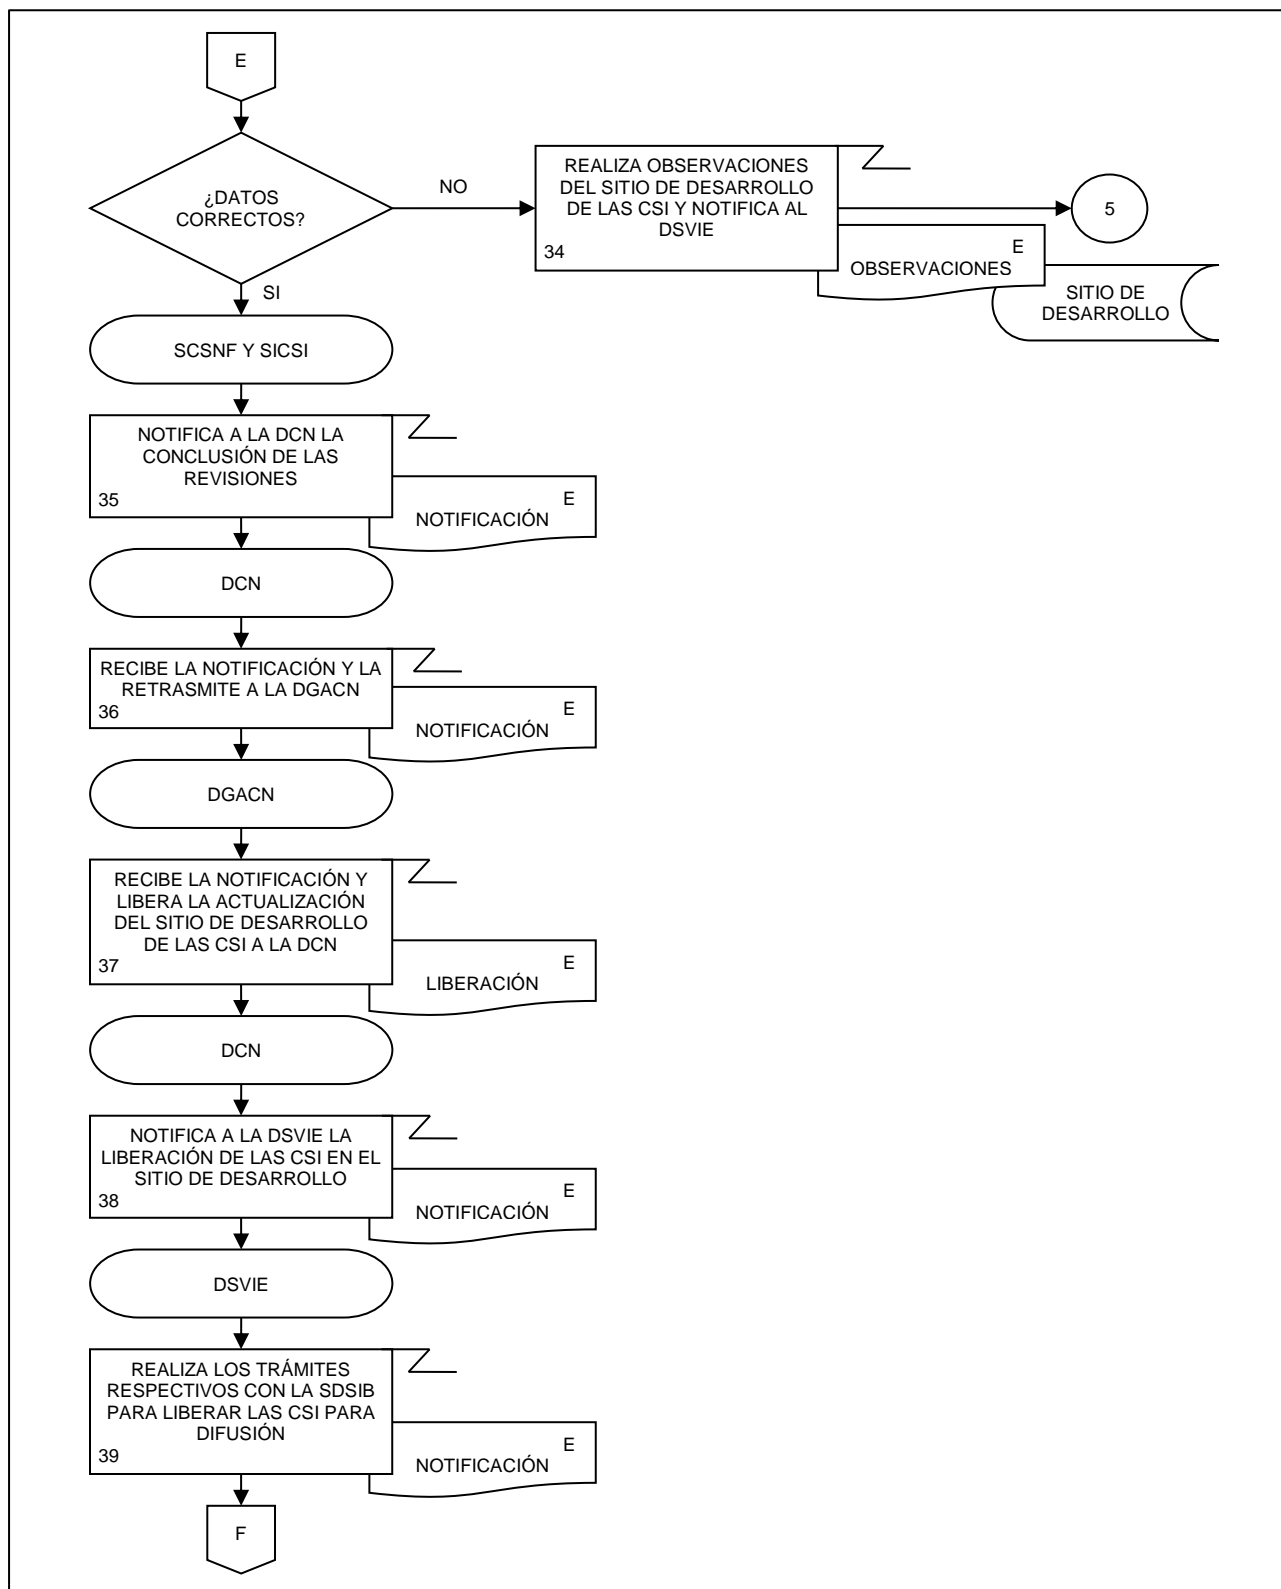 E
¿DATOS
CORRECTOS?
NO
REALIZA OBSERVACIONES
DEL SITIO DE DESARROLLO
DE LAS CSI Y NOTIFICA AL
DSVIE
34
5
E
OBSERVACIONES
SITIO DE
DESARROLLO
SI
SCSNF Y SICSI
NOTIFICA A LA DCN LA
CONCLUSIÓN DE LAS
REVISIONES
35
E
NOTIFICACIÓN
DCN
RECIBE LA NOTIFICACIÓN Y LA
RETRASMITE A LA DGACN
36
E
NOTIFICACIÓN
DGACN
RECIBE LA NOTIFICACIÓN Y
LIBERA LA ACTUALIZACIÓN
DEL SITIO DE DESARROLLO
DE LAS CSI A LA DCN
37
E
LIBERACIÓN
DCN
NOTIFICA A LA DSVIE LA
LIBERACIÓN DE LAS CSI EN EL
SITIO DE DESARROLLO
38
E
NOTIFICACIÓN
DSVIE
REALIZA LOS TRÁMITES
RESPECTIVOS CON LA SDSIB
PARA LIBERAR LAS CSI PARA
DIFUSIÓN
39
E
NOTIFICACIÓN
F